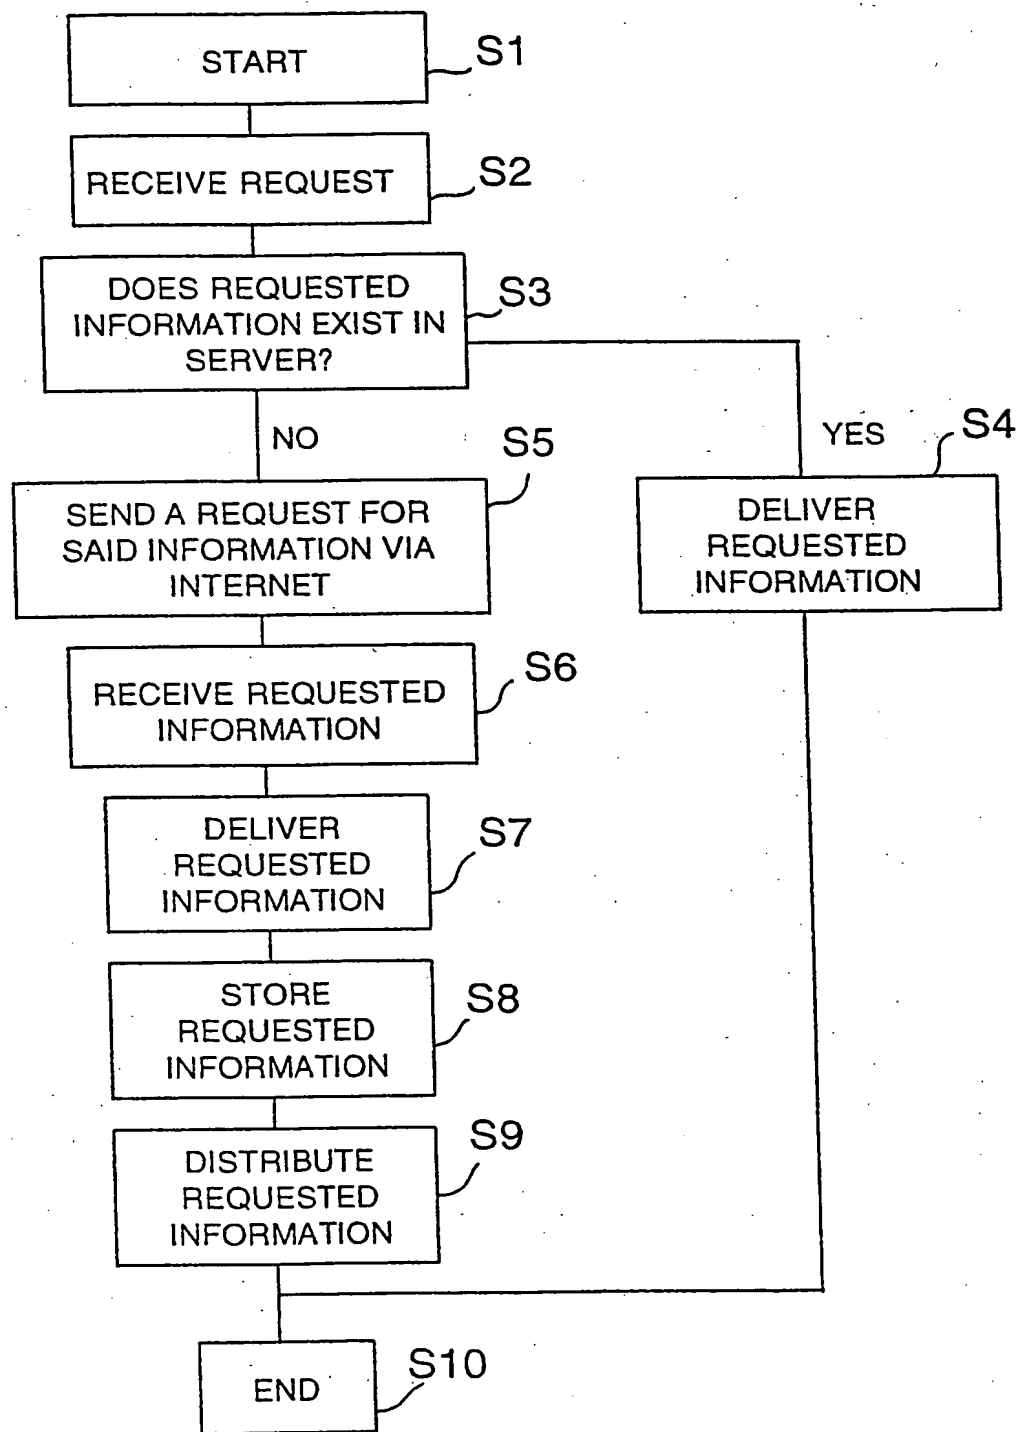 START
S1
RECEIVE REQUEST
S2
DOES REQUESTED
INFORMATION EXIST IN
SERVER?
S3
NO
YES
S4
DELIVER
REQUESTED
INFORMATION
S5
SEND A REQUEST FOR
SAID INFORMATION VIA
INTERNET
S6
RECEIVE REQUESTED
INFORMATION
S7
DELIVER
REQUESTED
INFORMATION
S8
STORE
REQUESTED
INFORMATION
S9
DISTRIBUTE
REQUESTED
INFORMATION
S10
END